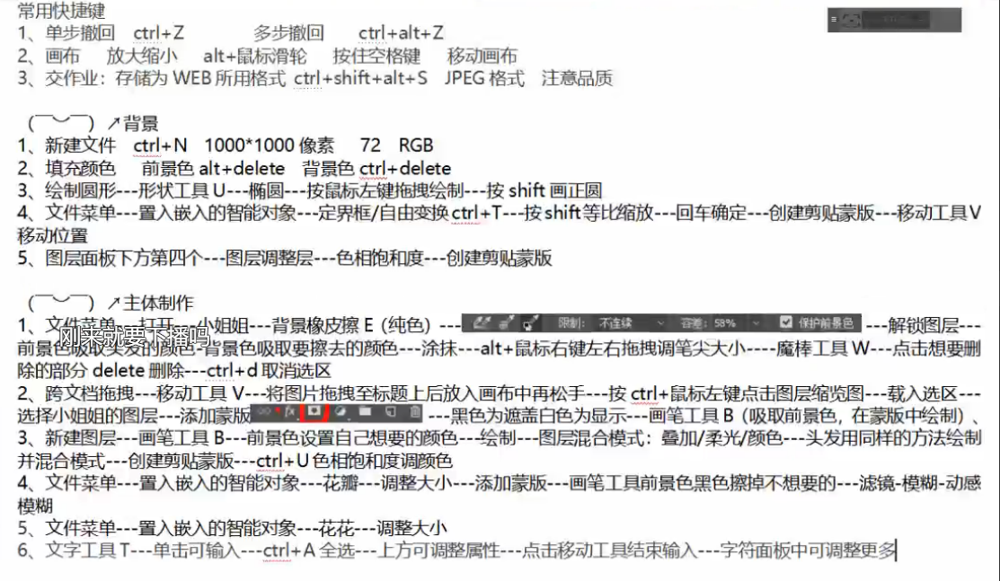 常用快捷键
1、单步撤回 ctrl+Z 多步撤回 ctrl+alt+Z
2、画布 放大缩小 alt+鼠标滑轮 按住空格键 移动画布
3、交作业：存储为 WEB 所用格式 ctrl+shift+alt+S JPEG 格式 注意品质
(￣︶￣)↗背景
1、新建文件 ctrl+N 1000*1000 像素 72 RGB
2、填充颜色 前景色 alt+delete 背景色 ctrl+delete
3、绘制圆形---形状工具 U---椭圆---按鼠标左键拖拽绘制---按 shift 画正圆
4、文件菜单---置入嵌入的智能对象---定界框/自由变换 ctrl+T---按 shift 等比缩放---回车确定---创建剪贴蒙版---移动工具 V
移动位置
5、图层面板下方第四个---图层调整层---色相饱和度---创建剪贴蒙版
(￣︶￣)↗主体制作
1、文件菜单---打开---小姐姐---背景橡皮擦 E（纯色）---限制: 不连续 容差: 58% 保护前景色---解锁图层---
刚来就要下播吗
前景色吸取头发的颜色-背景色吸取要擦去的颜色---涂抹---alt+鼠标右键左右拖拽调笔尖大小----魔棒工具 W---点击想要删
除的部分 delete 删除---ctrl+d 取消选区
2、跨文档拖拽---移动工具 V---将图片拖拽至标题上后放入画布中再松手---按 ctrl+鼠标左键点击图层缩览图---载入选区---
选择小姐姐的图层---添加蒙版 fx ---黑色为遮盖白色为显示---画笔工具 B（吸取前景色，在蒙版中绘制）、
3、新建图层---画笔工具 B---前景色设置自己想要的颜色---绘制---图层混合模式：叠加/柔光/颜色---头发用同样的方法绘制
并混合模式---创建剪贴蒙版---ctrl+U 色相饱和度调颜色
4、文件菜单---置入嵌入的智能对象---花瓣---调整大小---添加蒙版---画笔工具前景色黑色擦掉不想要的---滤镜-模糊-动感
模糊
5、文件菜单---置入嵌入的智能对象---花花---调整大小
6、文字工具 T---单击可输入---ctrl+A 全选---上方可调整属性---点击移动工具结束输入---字符面板中可调整更多